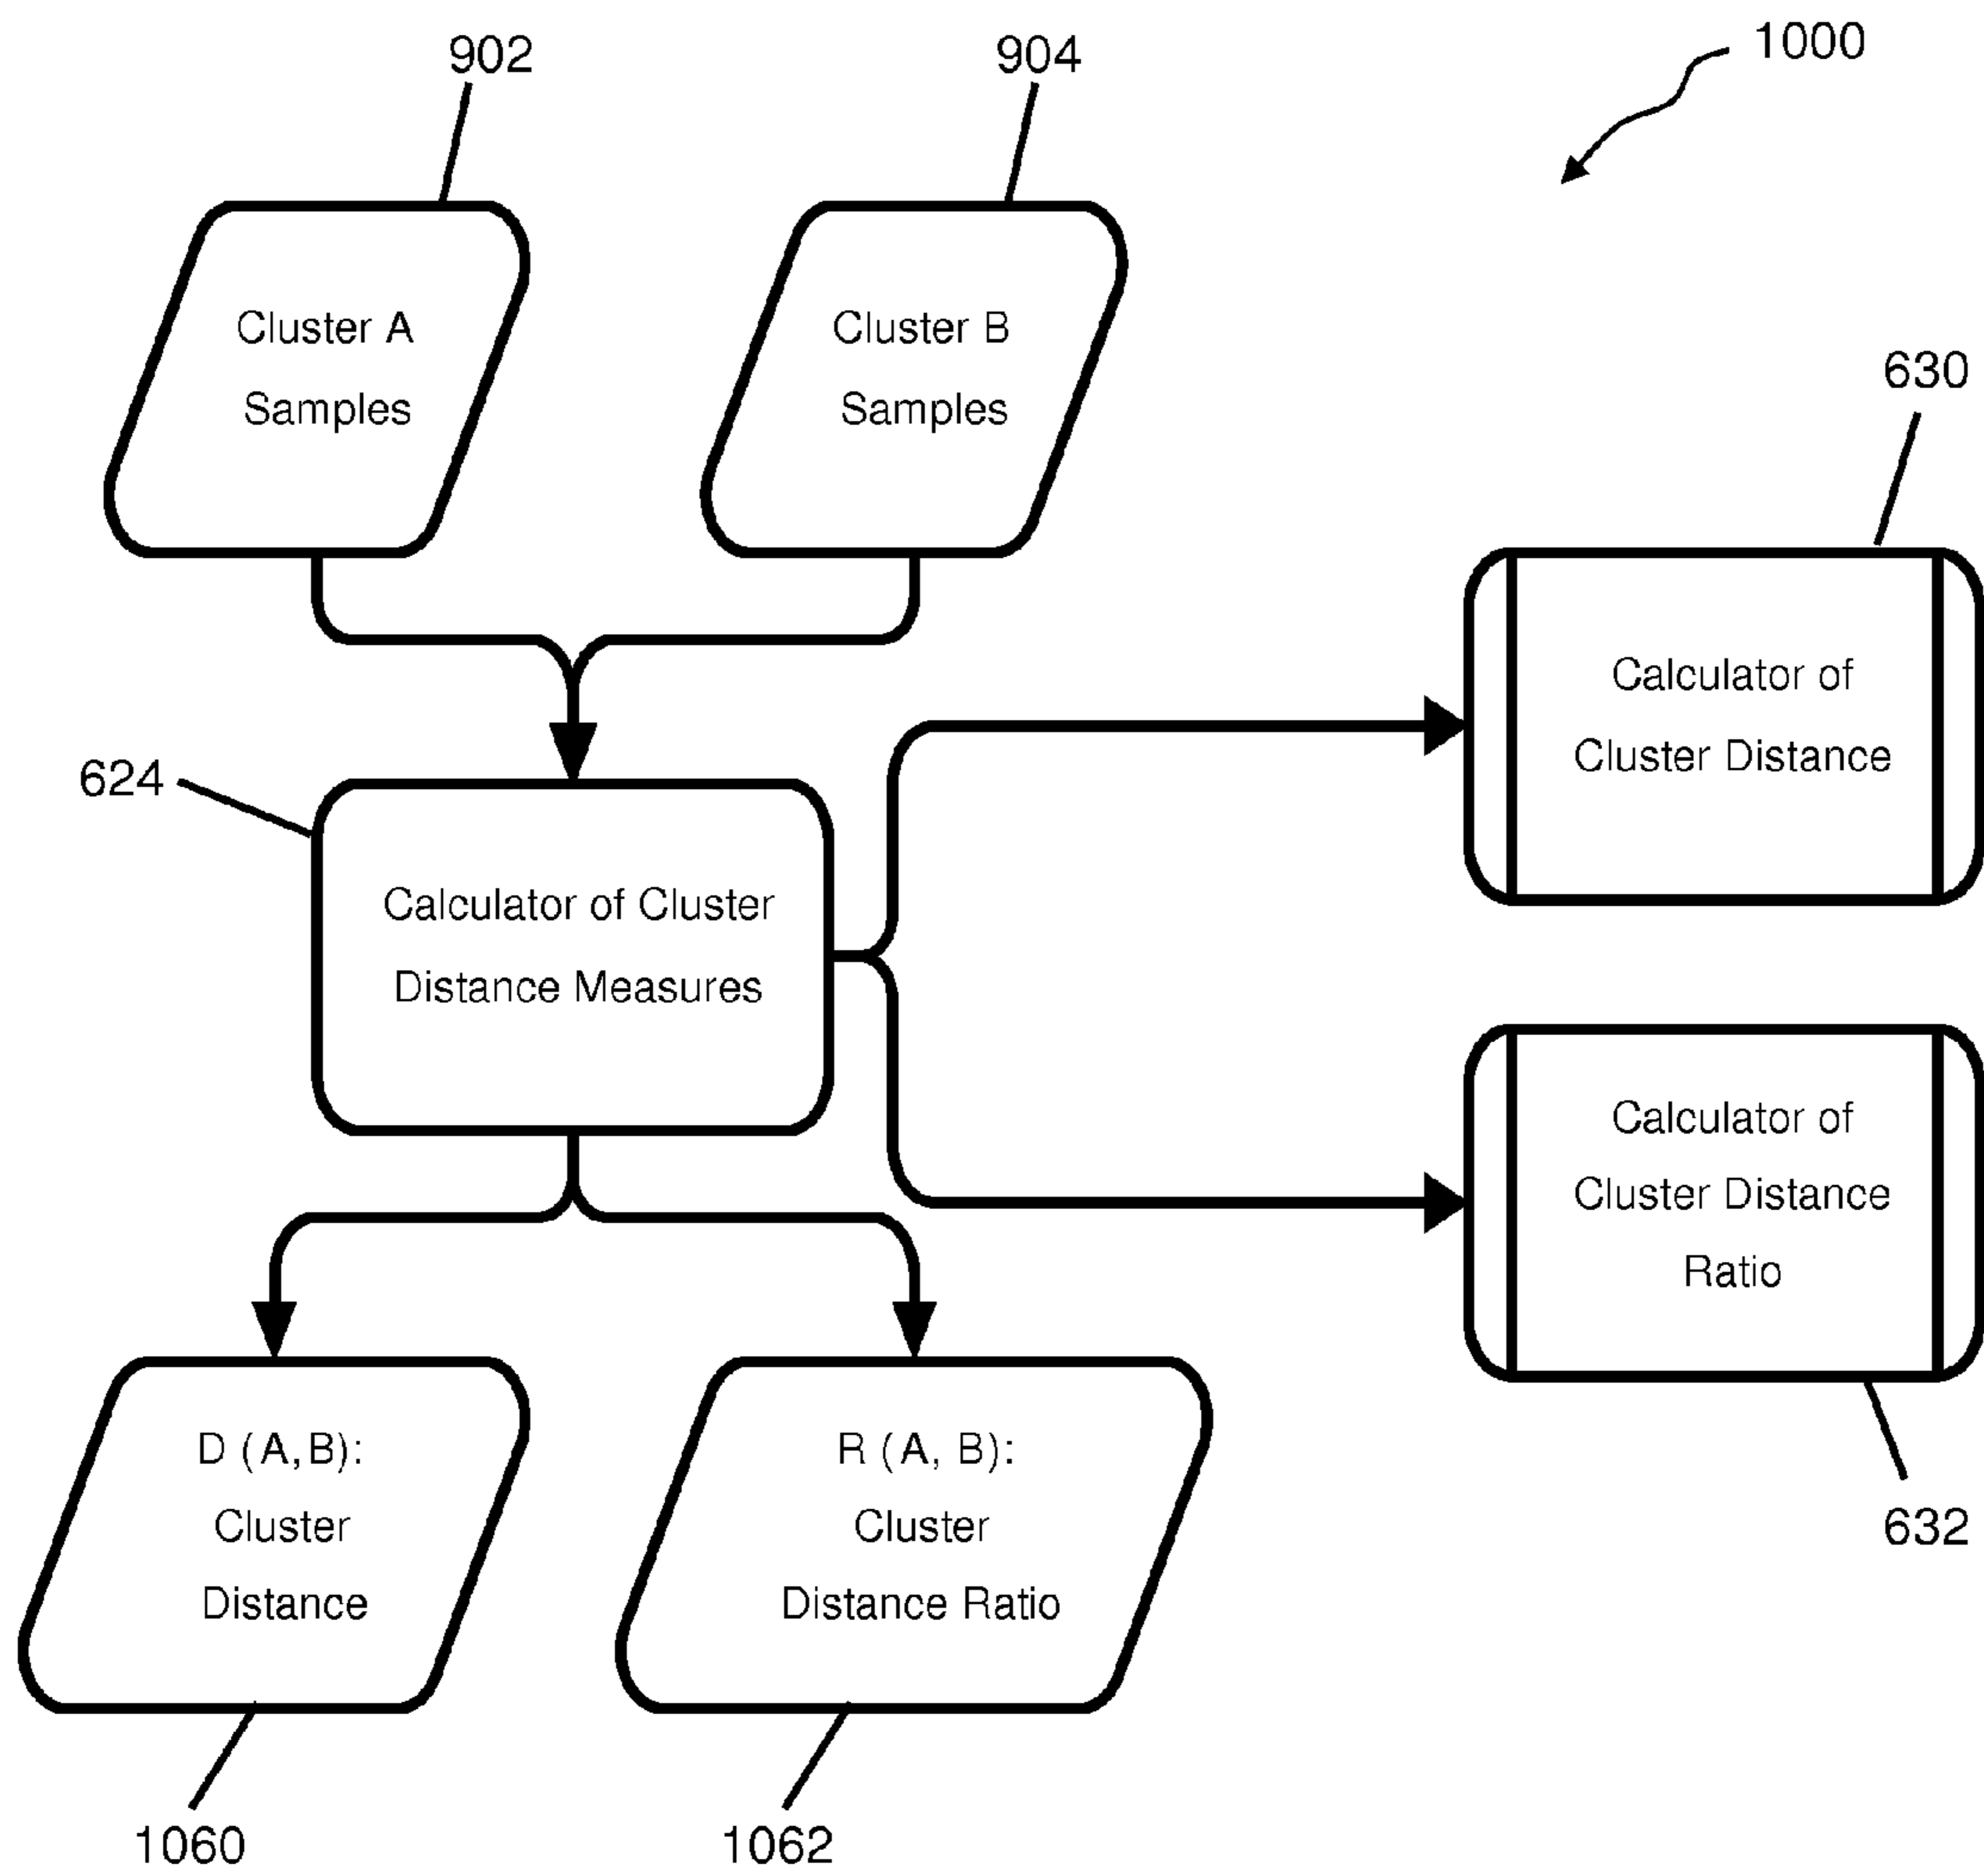 902
904
1000
Cluster A
Samples
Cluster B
Samples
630
Calculator of
Cluster Distance
624
Calculator of Cluster
Distance Measures
Calculator of
Cluster Distance
Ratio
632
D (A,B):
Cluster
Distance
R (A, B):
Cluster
Distance Ratio
1060
1062